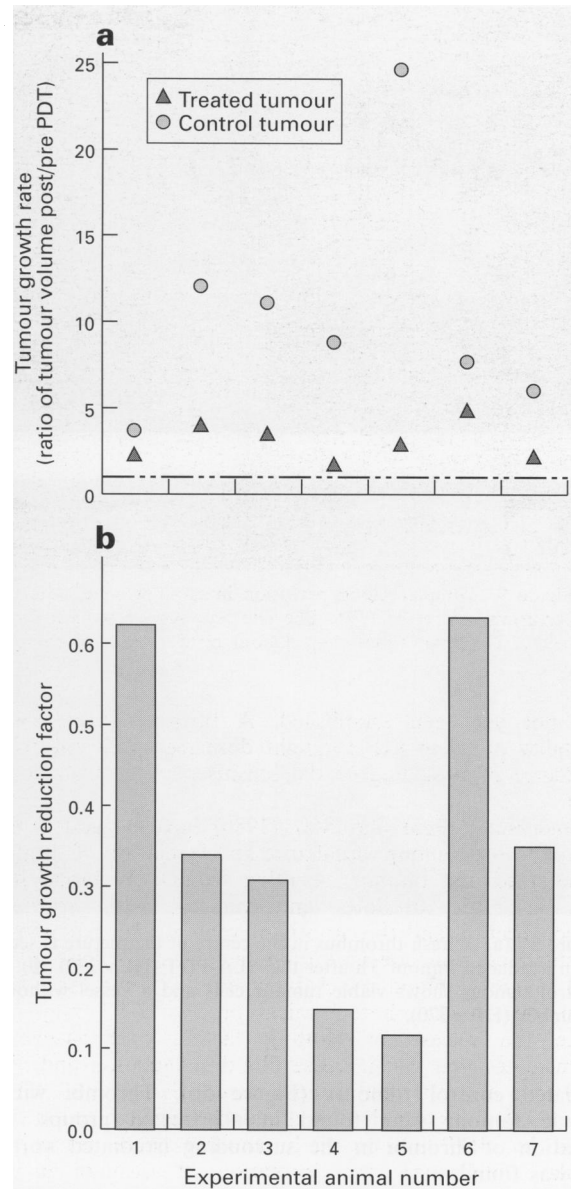 a
Tumour growth rate
(ratio of tumour volume post/pre PDT)
25
20
15
10
5
0
Treated tumour
Control tumour
b
Tumour growth reduction factor
0.6
0.5
0.4
0.3
0.2
0.1
0.0
1 2 3 4 5 6 7
Experimental animal number